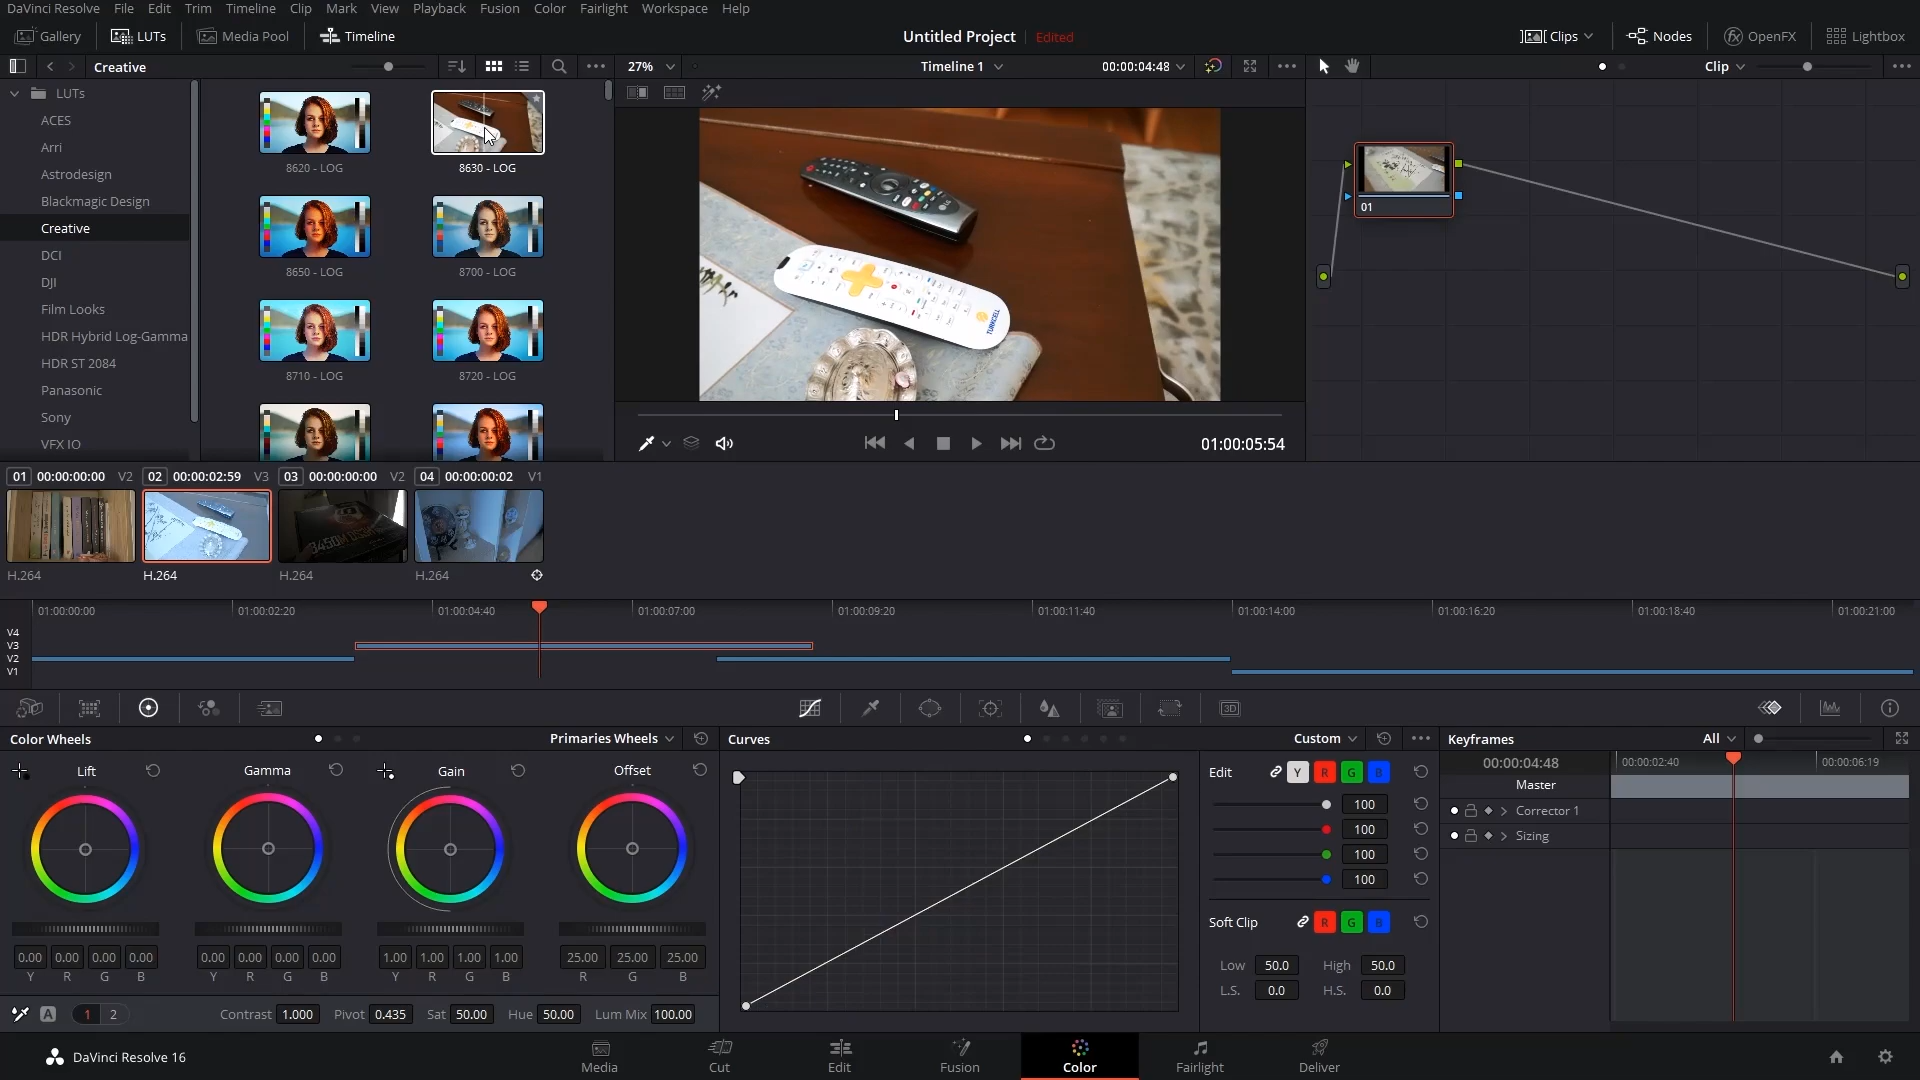 DaVinci Resolve File Edit Trim Timeline Clip Mark View Playback Fusion Color Fairlight Workspace Help
Gallery LUTs Media Pool Timeline Untitled Project Edited Clips Nodes OpenFX Lightbox
Creative 27% Timeline 1 00:00:04:48 Clip
LUTs
ACES
Arri
Astrodesign
Blackmagic Design
Creative
DCI
DJI
Film Looks
HDR Hybrid Log-Gamma
HDR ST 2084
Panasonic
Sony
VFX IO
8620 - LOG 8630 - LOG
8650 - LOG 8700 - LOG
8710 - LOG 8720 - LOG
TURKCELL
LG
01
01:00:05:54
01 00:00:00:00 V2 02 00:00:02:59 V3 03 00:00:00:00 V2 04 00:00:00:02 V1
H.264 H.264 H.264 H.264
01:00:00:00 01:00:02:20 01:00:04:40 01:00:07:00 01:00:09:20 01:00:11:40 01:00:14:00 01:00:16:20 01:00:18:40 01:00:21:00
V4
V3
V2
V1
3D
Color Wheels Primaries Wheels Curves Custom Keyframes All
Lift Gamma Gain Offset
0.00 0.00 0.00 0.00 0.00 0.00 0.00 0.00 1.00 1.00 1.00 1.00 25.00 25.00 25.00
Y R G B Y R G B Y R G B R G B
A 1 2 Contrast 1.000 Pivot 0.435 Sat 50.00 Hue 50.00 Lum Mix 100.00
Edit Y R G B
100
100
100
100
Soft Clip R G B
Low 50.0 High 50.0
L.S. 0.0 H.S. 0.0
00:00:04:48 00:00:02:40 00:00:06:19
Master
Corrector 1
Sizing
DaVinci Resolve 16 Media Cut Edit Fusion Color Fairlight Deliver